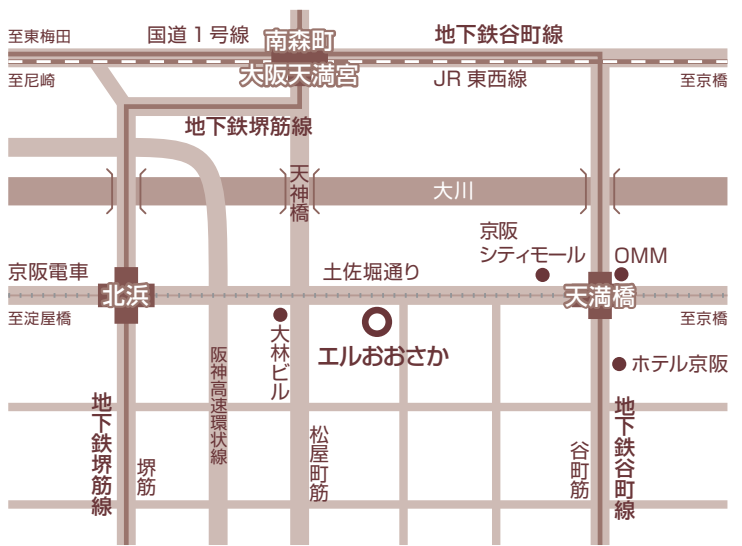 至東梅田
国道1号線
南森町
地下鉄谷町線
至尼崎
大阪天満宮
JR東西線
至京橋
地下鉄堺筋線
天神橋
大川
京阪
シティモール
OMM
京阪電車
土佐堀通り
北浜
天満橋
至淀屋橋
至京橋
大林ビル
エルおおさか
阪神高速環状線
ホテル京阪
地下鉄堺筋線
堺筋
松屋町筋
谷町筋
地下鉄谷町線